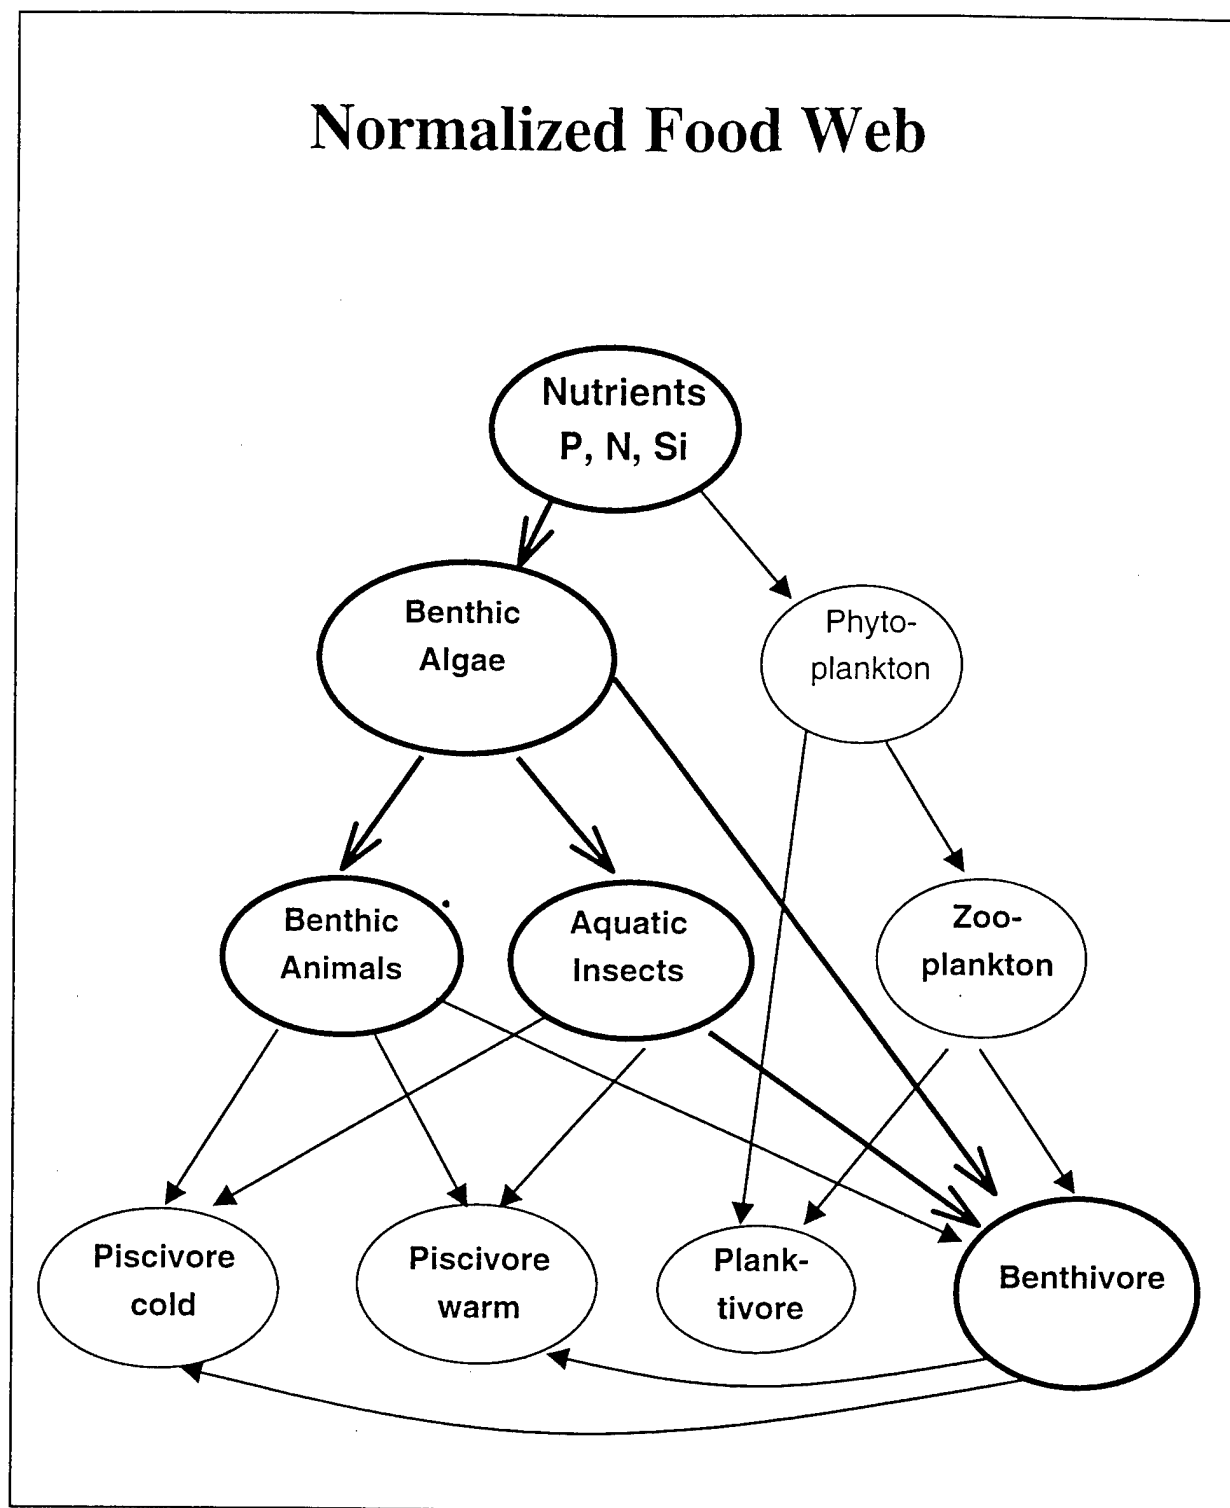 Normalized Food Web
Nutrients
P, N, Si
Benthic
Algae
Phyto-
plankton
Benthic
Animals
Aquatic
Insects
Zoo-
plankton
Piscivore
cold
Piscivore
warm
Plank-
tivore
Benthivore